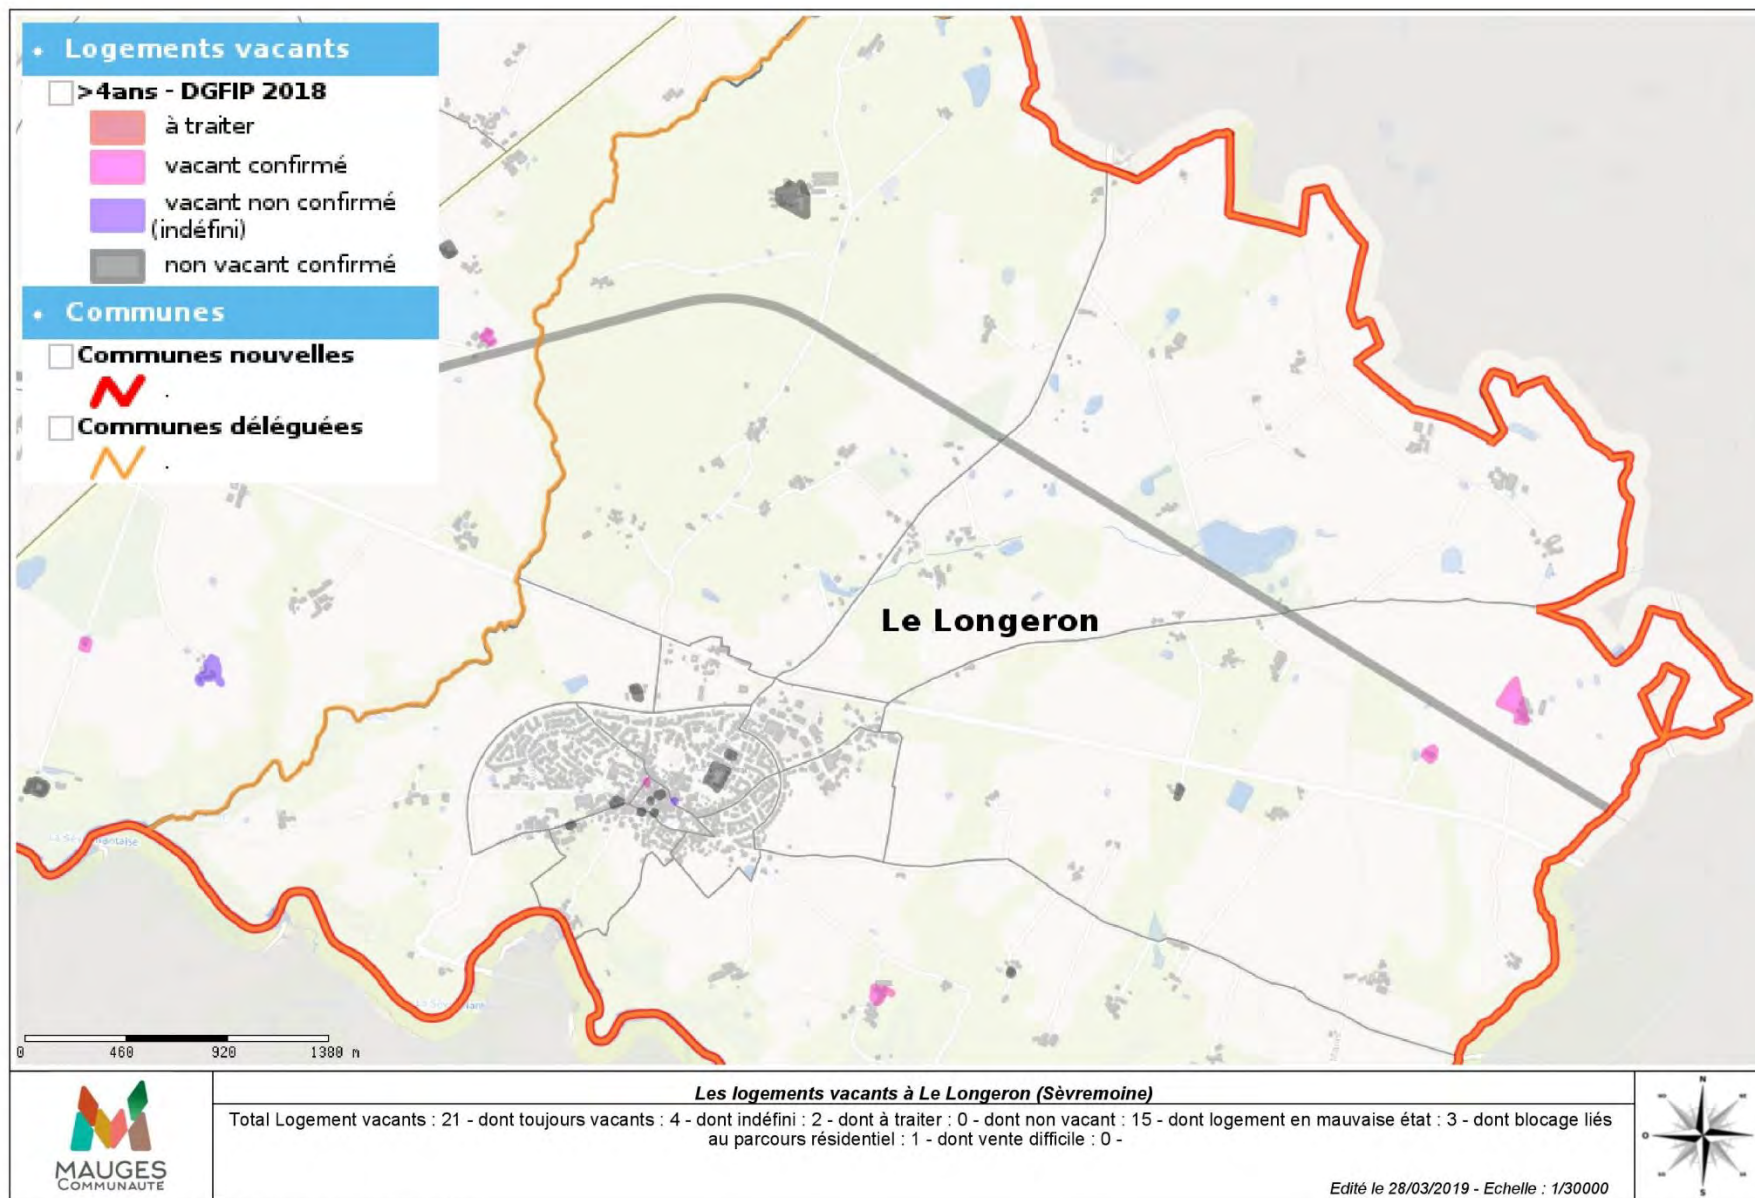 Logements vacants
>4ans - DGFIP 2018
à traiter
vacant confirmé
vacant non confirmé
(indéfini)
non vacant confirmé
Communes
Communes nouvelles
.
Communes déléguées
.
Le Longeron
0 460 920 1380 m
MAUGES
COMMUNAUTÉ
Les logements vacants à Le Longeron (Sèvremoine)
Total Logement vacants : 21 - dont toujours vacants : 4 - dont indéfini : 2 - dont à traiter : 0 - dont non vacant : 15 - dont logement en mauvaise état : 3 - dont blocage liés
au parcours résidentiel : 1 - dont vente difficile : 0 -
Edité le 28/03/2019 - Echelle : 1/30000
N
O
E
S